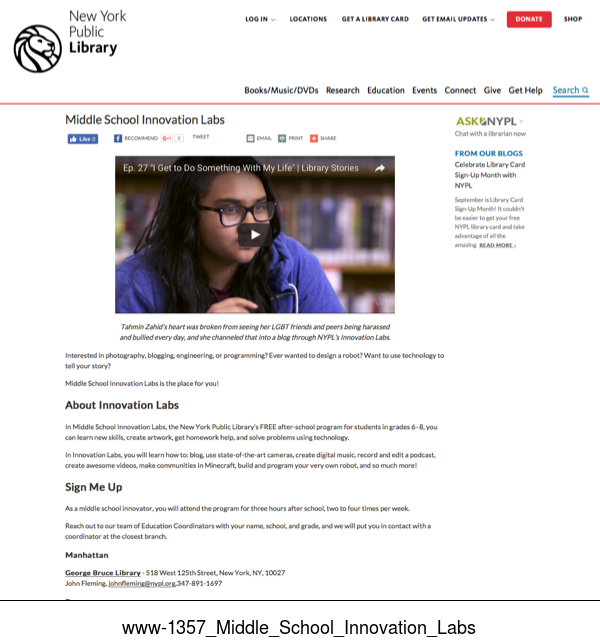 New York
Public
Library
LOG IN LOCATIONS GET A LIBRARY CARD GET EMAIL UPDATES DONATE SHOP
Books/Music/DVDs Research Education Events Connect Give Get Help Search
Middle School Innovation Labs
Like 0 RECOMMEND G+1 0 TWEET EMAIL PRINT SHARE
ASK NYPL >
Chat with a librarian now
FROM OUR BLOGS
Celebrate Library Card
Sign-Up Month with
NYPL
September is Library Card
Sign-Up Month! It couldn't
be easier to get your free
NYPL library card and take
advantage of all the
amazing READ MORE ›
Ep. 27 "I Get to Do Something With My Life" | Library Stories
Tahmin Zahid's heart was broken from seeing her LGBT friends and peers being harassed
and bullied every day, and she channeled that into a blog through NYPL's Innovation Labs.
Interested in photography, blogging, engineering, or programming? Ever wanted to design a robot? Want to use technology to
tell your story?
Middle School Innovation Labs is the place for you!
About Innovation Labs
In Middle School Innovation Labs, the New York Public Library's FREE after-school program for students in grades 6–8, you
can learn new skills, create artwork, get homework help, and solve problems using technology.
In Innovation Labs, you will learn how to: blog, use state-of-the-art cameras, create digital music, record and edit a podcast,
create awesome videos, make communities in Minecraft, build and program your very own robot, and so much more!
Sign Me Up
As a middle school innovator, you will attend the program for three hours after school, two to four times per week.
Reach out to our team of Education Coordinators with your name, school, and grade, and we will put you in contact with a
coordinator at the closest branch.
Manhattan
George Bruce Library - 518 West 125th Street, New York, NY, 10027
John Fleming, johnfleming@nypl.org,347-891-1697
www-1357_Middle_School_Innovation_Labs